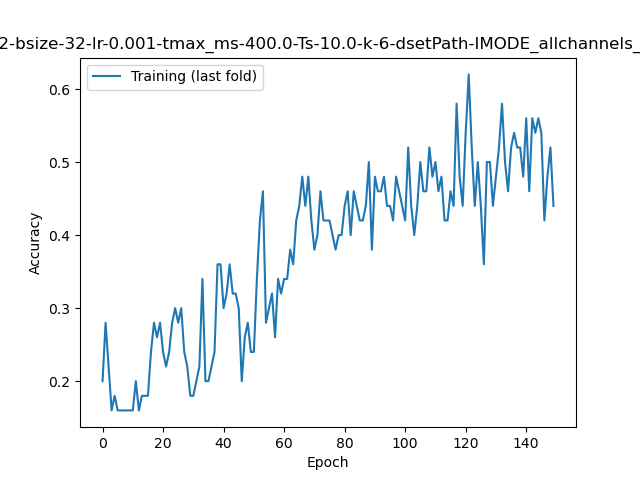 2-bsize-32-lr-0.001-tmax_ms-400.0-Ts-10.0-k-6-dsetPath-IMODE_allchannels_
Training (last fold)
Accuracy
0.6
0.5
0.4
0.3
0.2
0 20 40 60 80 100 120 140
Epoch